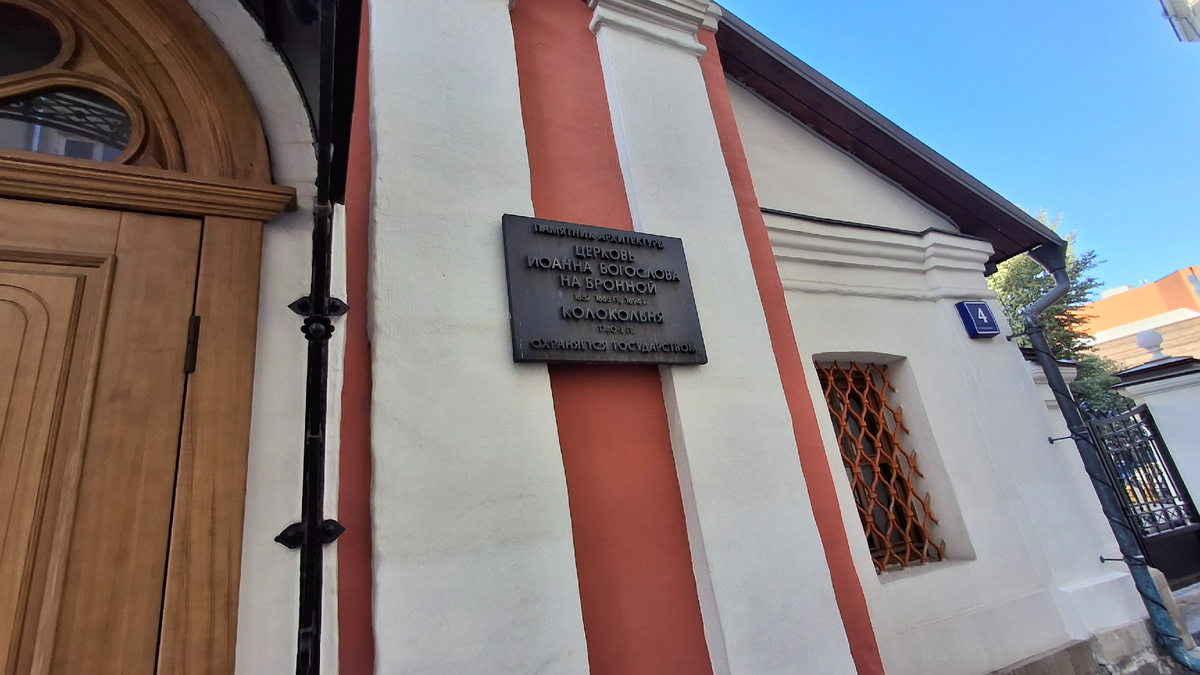 ПАМЯТНИК АРХИТЕКТУРЫ
ЦЕРКОВЬ
ИОАННА БОГОСЛОВА
НА БРОННОЙ
КОЛОКОЛЬНЯ
ОХРАНЯЕТСЯ ГОСУДАРСТВОМ
4